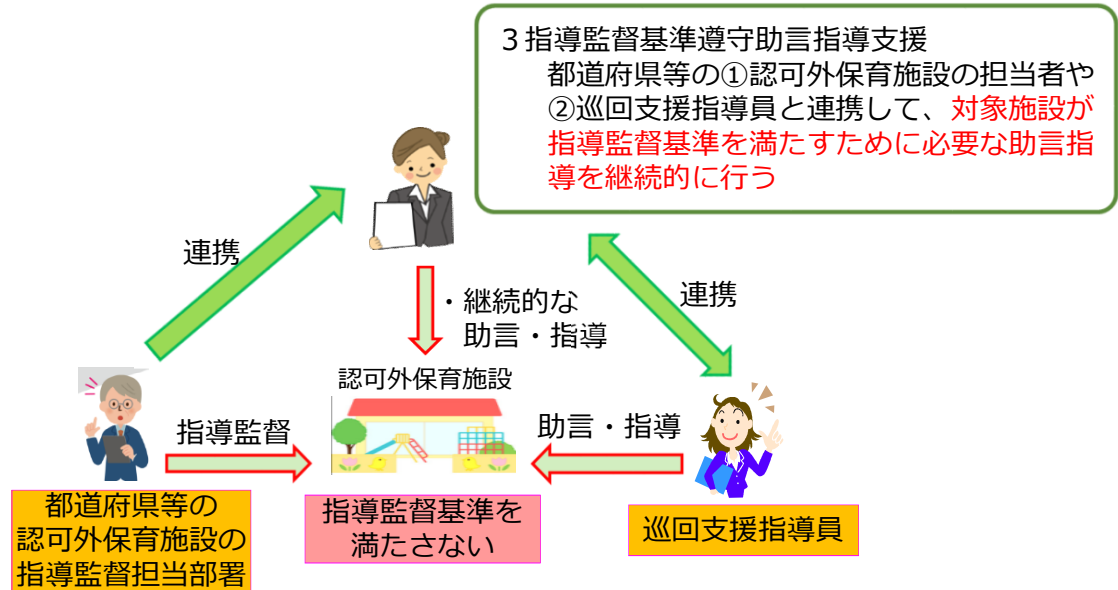 ３指導監督基準遵守助言指導支援
都道府県等の①認可外保育施設の担当者や
②巡回支援指導員と連携して、対象施設が
指導監督基準を満たすために必要な助言指
導を継続的に行う
連携
連携
・継続的な
助言・指導
認可外保育施設
指導監督
助言・指導
都道府県等の
認可外保育施設の
指導監督担当部署
指導監督基準を
満たさない
巡回支援指導員